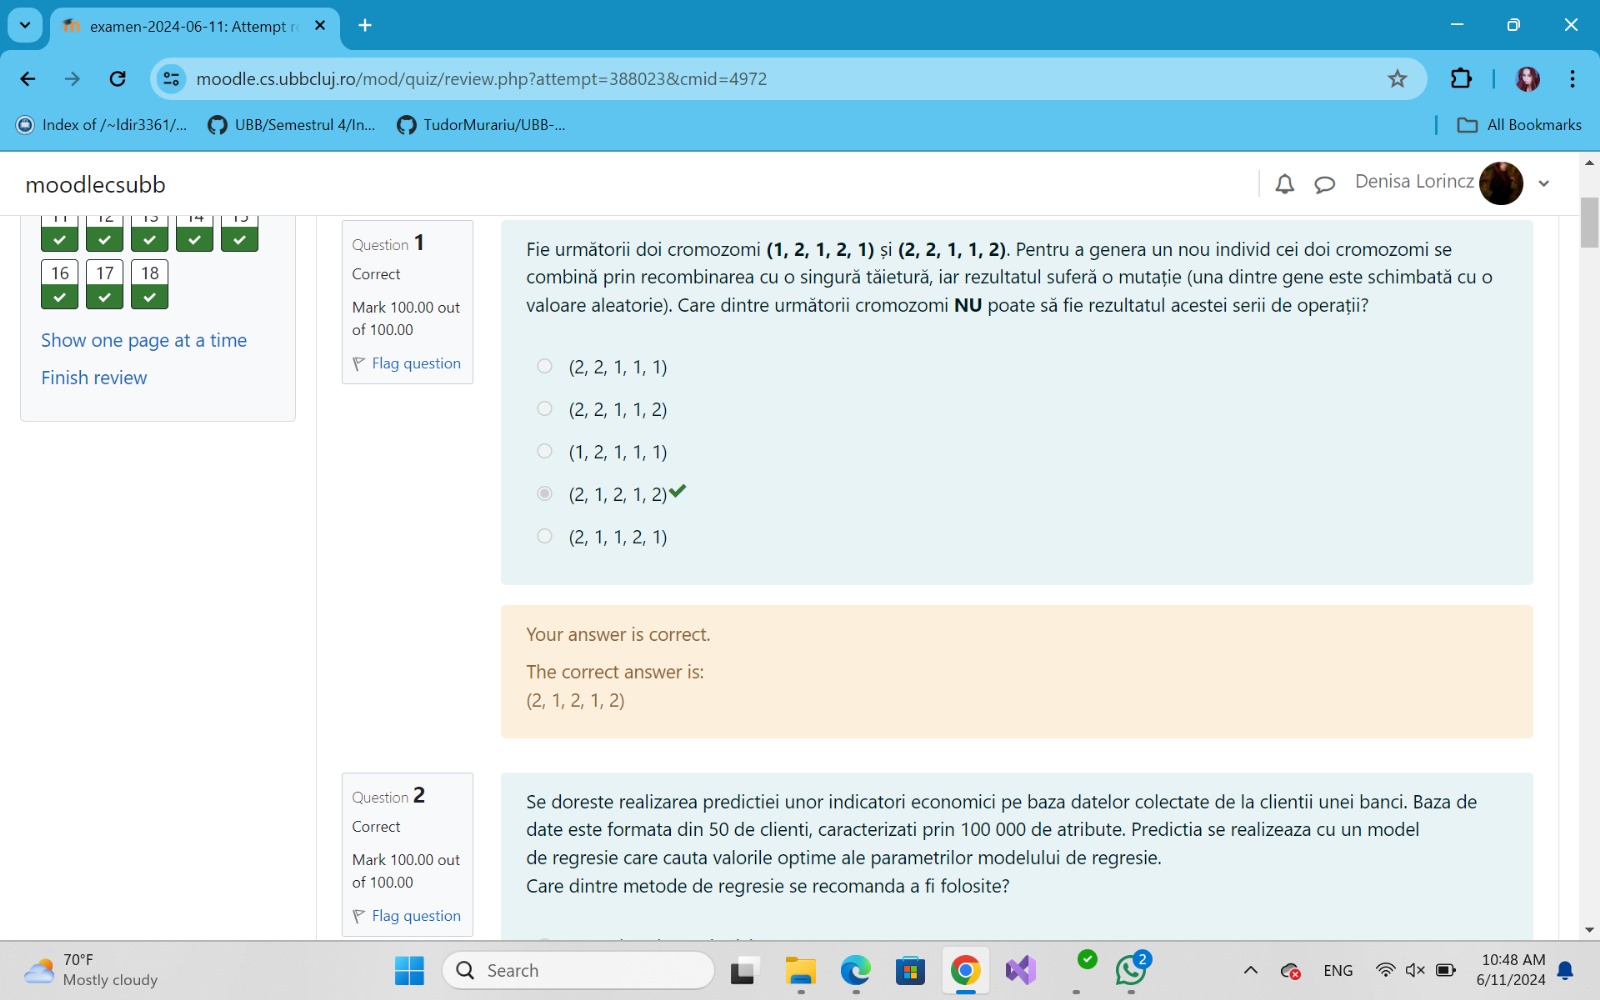 examen-2024-06-11: Attempt r
moodle.cs.ubbcluj.ro/mod/quiz/review.php?attempt=388023&cmid=4972
Index of /~ldir3361/...
UBB/Semestrul 4/In...
TudorMurariu/UBB-...
All Bookmarks
moodlecsubb
Denisa Lorincz
11 12 13 14 15
16 17 18
Show one page at a time
Finish review
Question 1
Correct
Mark 100.00 out
of 100.00
Flag question
Fie următorii doi cromozomi (1, 2, 1, 2, 1) și (2, 2, 1, 1, 2). Pentru a genera un nou individ cei doi cromozomi se
combină prin recombinarea cu o singură tăietură, iar rezultatul suferă o mutație (una dintre gene este schimbată cu o
valoare aleatorie). Care dintre următorii cromozomi NU poate să fie rezultatul acestei serii de operații?
(2, 2, 1, 1, 1)
(2, 2, 1, 1, 2)
(1, 2, 1, 1, 1)
(2, 1, 2, 1, 2)
(2, 1, 1, 2, 1)
Your answer is correct.
The correct answer is:
(2, 1, 2, 1, 2)
Question 2
Correct
Mark 100.00 out
of 100.00
Flag question
Se doreste realizarea predictiei unor indicatori economici pe baza datelor colectate de la clientii unei banci. Baza de
date este formata din 50 de clienti, caracterizati prin 100 000 de atribute. Predictia se realizeaza cu un model
de regresie care cauta valorile optime ale parametrilor modelului de regresie.
Care dintre metode de regresie se recomanda a fi folosite?
70°F
Mostly cloudy
Search
2
ENG
10:48 AM
6/11/2024